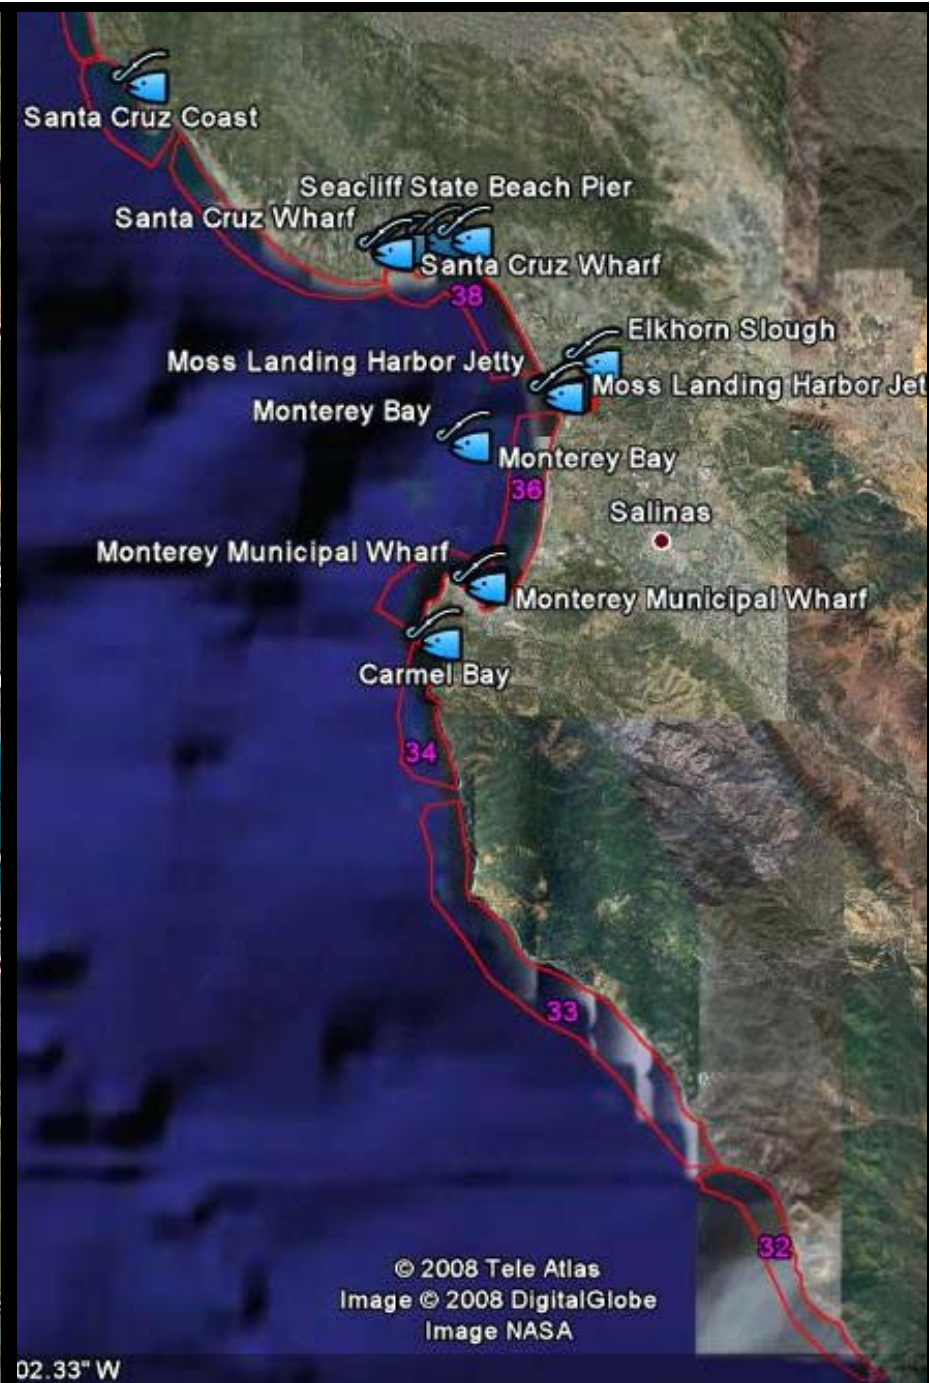 Santa Cruz Coast
Seacliff State Beach Pier
Santa Cruz Wharf
Santa Cruz Wharf
38
Elkhorn Slough
Moss Landing Harbor Jetty
Moss Landing Harbor Jet
Monterey Bay
Monterey Bay
36
Salinas
Monterey Municipal Wharf
Monterey Municipal Wharf
Carmel Bay
34
33
32
© 2008 Tele Atlas
Image © 2008 DigitalGlobe
Image NASA
02.33" W